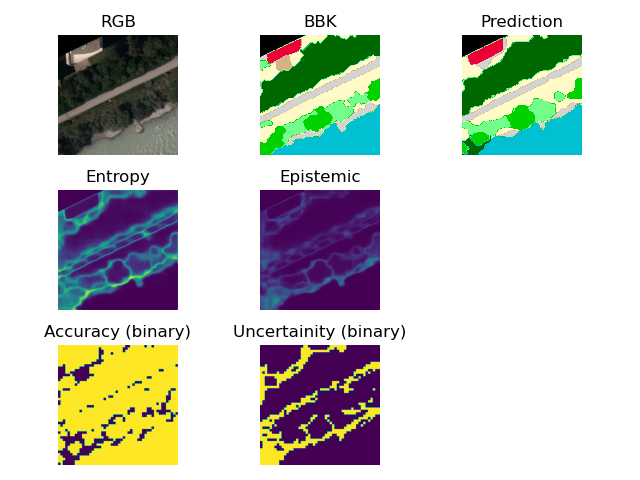 RGB
BBK
Prediction
Entropy
Epistemic
Accuracy (binary)
Uncertainity (binary)